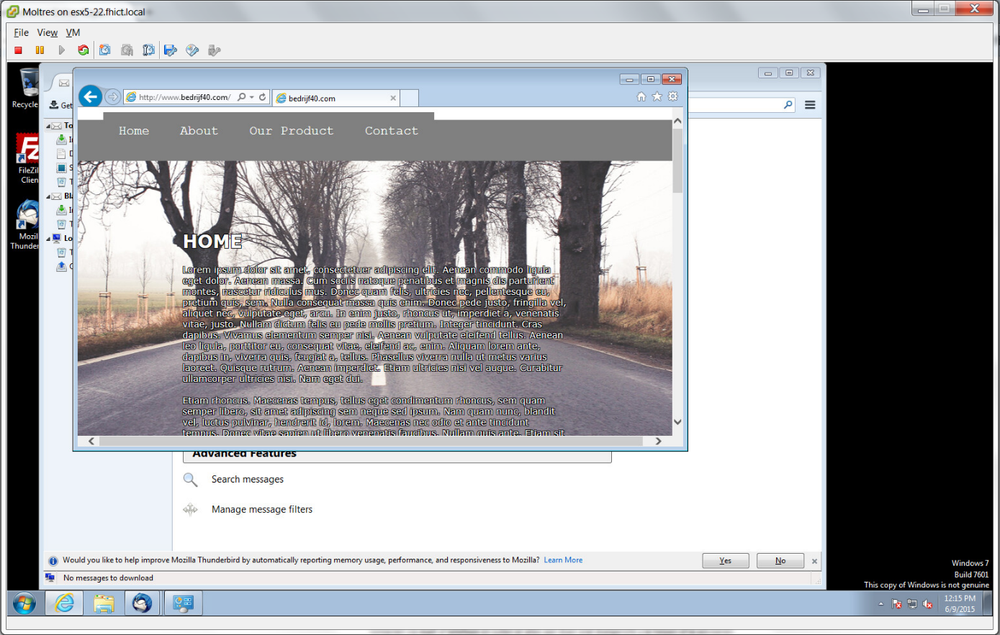 Moltres on esx5-22.fhict.local
File View VM
http://www.bedrijf40.com/
bedrijf40.com
Recycle
Get
To
Home About Our Product Contact
FileZil
Clien
Mozil
Thunder
HOME
Lorem ipsum dolor sit amet, consectetuer adipiscing elit. Aenean commodo ligula
eget dolor. Aenean massa. Cum sociis natoque penatibus et magnis dis parturient
montes, nascetur ridiculus mus. Donec quam felis, ultricies nec, pellentesque eu,
pretium quis, sem. Nulla consequat massa quis enim. Donec pede justo, fringilla vel,
aliquet nec, vulputate eget, arcu. In enim justo, rhoncus ut, imperdiet a, venenatis
vitae, justo. Nullam dictum felis eu pede mollis pretium. Integer tincidunt. Cras
dapibus. Vivamus elementum semper nisi. Aenean vulputate eleifend tellus. Aenean
leo ligula, porttitor eu, consequat vitae, eleifend ac, enim. Aliquam lorem ante,
dapibus in, viverra quis, feugiat a, tellus. Phasellus viverra nulla ut metus varius
laoreet. Quisque rutrum. Aenean imperdiet. Etiam ultricies nisi vel augue. Curabitur
ullamcorper ultricies nisi. Nam eget dui.
Etiam rhoncus. Maecenas tempus, tellus eget condimentum rhoncus, sem quam
semper libero, sit amet adipiscing sem neque sed ipsum. Nam quam nunc, blandit
vel, luctus pulvinar, hendrerit id, lorem. Maecenas nec odio et ante tincidunt
tempus. Donec vitae sapien ut libero venenatis faucibus. Nullam quis ante. Etiam sit
Advanced Features
Search messages
Manage message filters
Would you like to help improve Mozilla Thunderbird by automatically reporting memory usage, performance, and responsiveness to Mozilla? Learn More
Yes No
No messages to download
Windows 7
Build 7601
This copy of Windows is not genuine
12:15 PM
6/9/2015